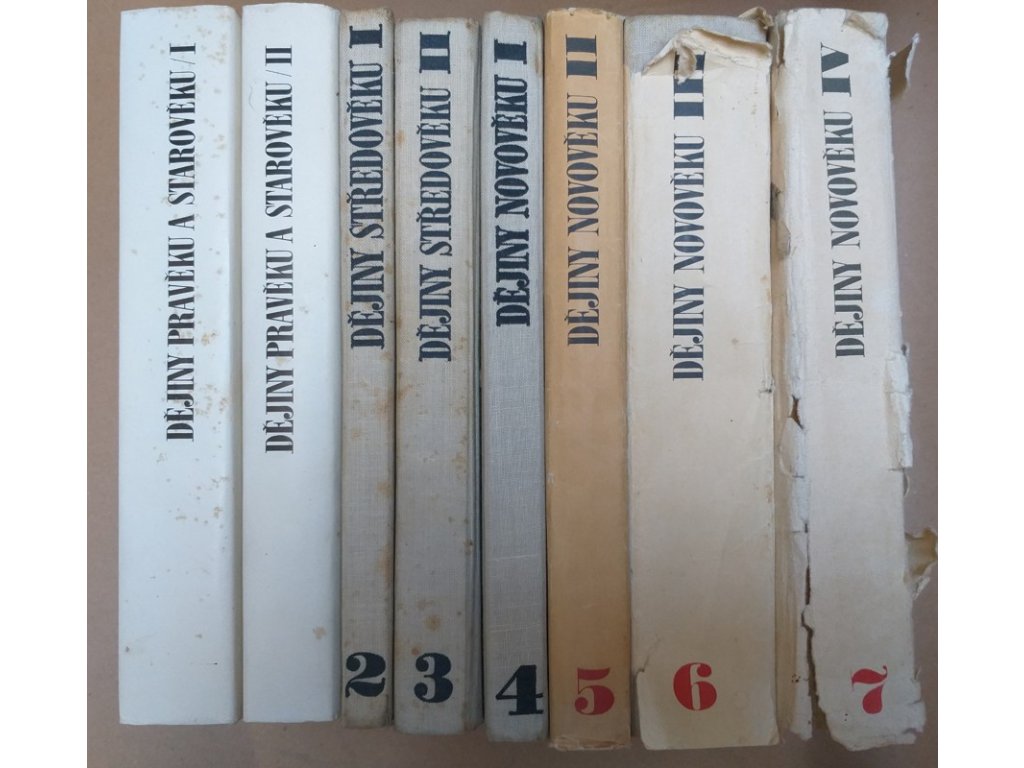 DĚJINY PRAVĚKU A STAROVĚKU/I
DĚJINY PRAVĚKU A STAROVĚKU/II
DĚJINY STŘEDOVĚKU I
2
DĚJINY STŘEDOVĚKU II
3
DĚJINY NOVOVĚKU I
4
DĚJINY NOVOVĚKU II
5
DĚJINY NOVOVĚKU III
6
DĚJINY NOVOVĚKU IV
7